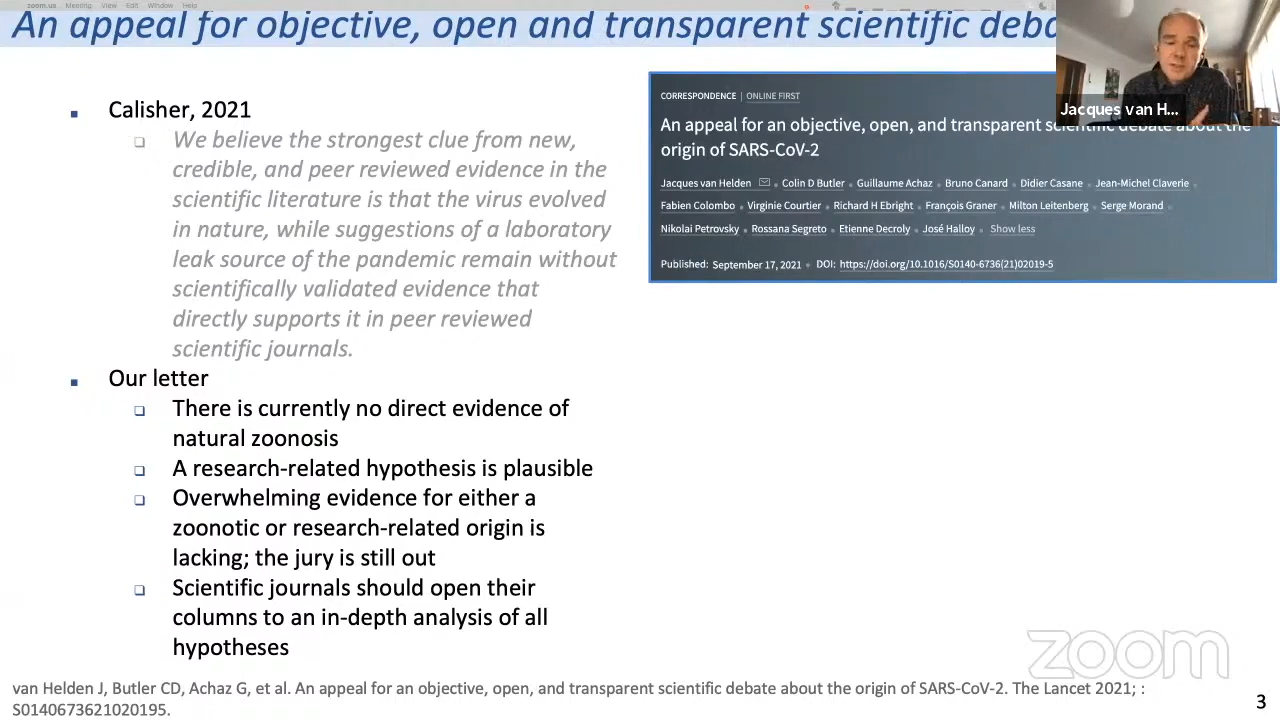 zoom.us Meeting View Edit Window Help
An appeal for objective, open and transparent scientific
Calisher, 2021
We believe the strongest clue from new,
credible, and peer reviewed evidence in the
scientific literature is that the virus evolved
in nature, while suggestions of a laboratory
leak source of the pandemic remain without
scientifically validated evidence that
directly supports it in peer reviewed
scientific journals.
Our letter
There is currently no direct evidence of
natural zoonosis
A research-related hypothesis is plausible
Overwhelming evidence for either a
zoonotic or research-related origin is
lacking; the jury is still out
Scientific journals should open their
columns to an in-depth analysis of all
hypotheses
CORRESPONDENCE | ONLINE FIRST
An appeal for an objective, open, and transparent scientific debate about the
origin of SARS-CoV-2
Jacques van Helden • Colin D Butler • Guillaume Achaz • Bruno Canard • Didier Casane • Jean-Michel Claverie •
Fabien Colombo • Virginie Courtier • Richard H Ebright • François Graner • Milton Leitenberg • Serge Morand •
Nikolai Petrovsky • Rossana Segreto • Etienne Decroly • José Halloy • Show less
Published: September 17, 2021 • DOI: https://doi.org/10.1016/S0140-6736(21)02019-5
Jacques van H...
zoom
van Helden J, Butler CD, Achaz G, et al. An appeal for an objective, open, and transparent scientific debate about the origin of SARS-CoV-2. The Lancet 2021; :
S0140673621020195.
3